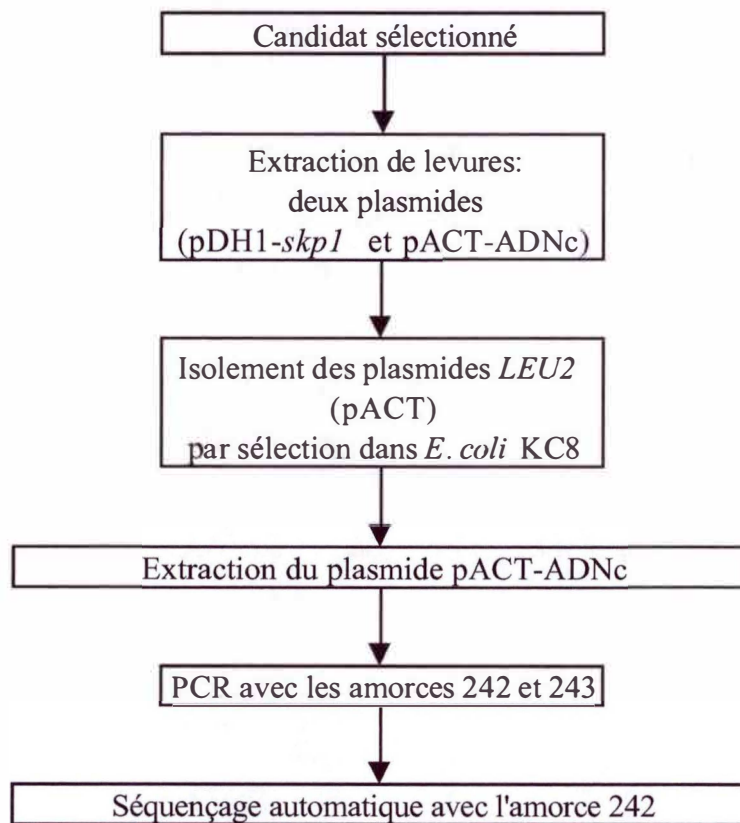 Candidat sélectionné
Extraction de levures:
deux plasmides
(pDH1-skp1 et pACT-ADNc)
Isolement des plasmides LEU2
(pACT)
par sélection dans E. coli KC8
Extraction du plasmide pACT-ADNc
PCR avec les amorces 242 et 243
Séquençage automatique avec l'amorce 242